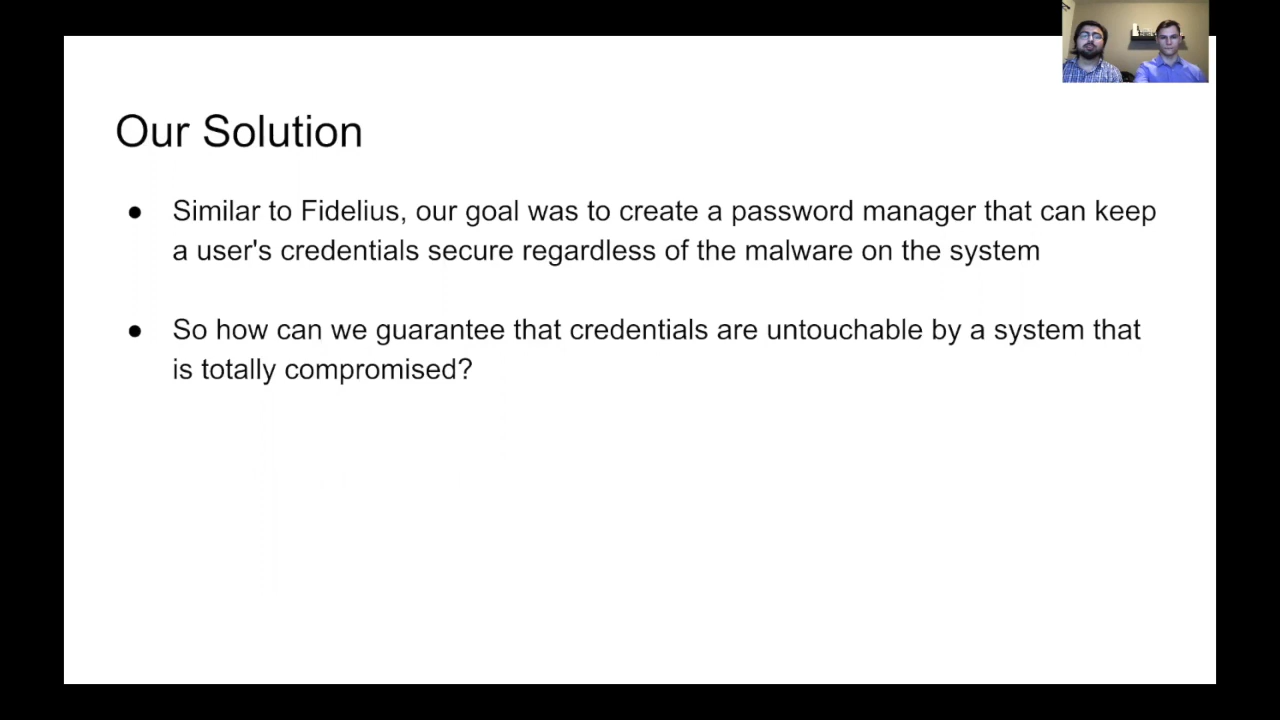 Our Solution
● Similar to Fidelius, our goal was to create a password manager that can keep
a user's credentials secure regardless of the malware on the system
● So how can we guarantee that credentials are untouchable by a system that
is totally compromised?